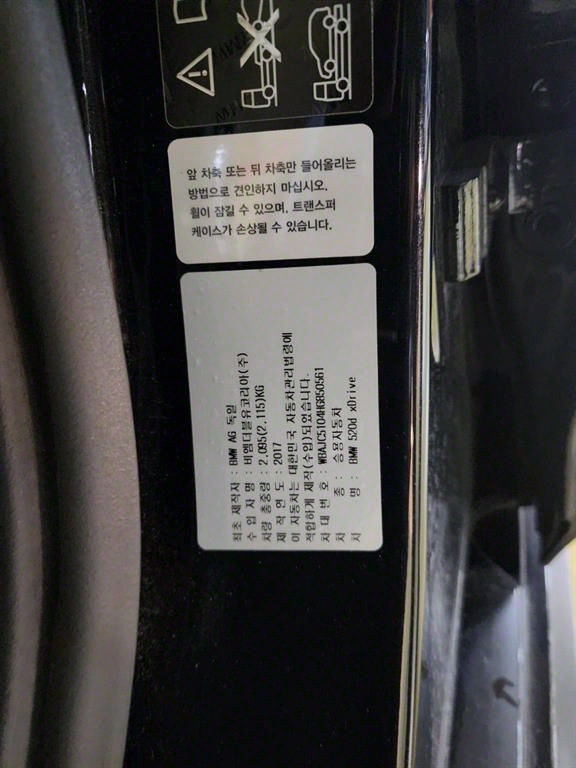 앞 차축 또는 뒤 차축만 들어올리는
방법으로 견인하지 마십시오.
휠이 잠길 수 있으며, 트랜스퍼
케이스가 손상될 수 있습니다.
최초 제작자 : BMW AG 독일
수 입 자 명 : 비엠더블유코리아(주)
차량 총중량 : 2.095(2.115)KG
제 작 연 도 : 2017
이 자동차는 대한민국 자동차관리법령에
적합하게 제작(수입)되었습니다.
차 대 번 호 : WBAJC5104HG850561
차 종 : 승용자동차
차 명 : BMW 520d xDrive